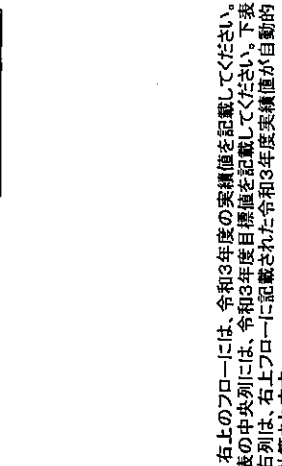 右上のフローには、令和3年度の実績値を記載してください。
表の中央列には、令和3年度目標値を記載してください。下表
右列は、右上フローに記載された令和3年度実績値が自動的